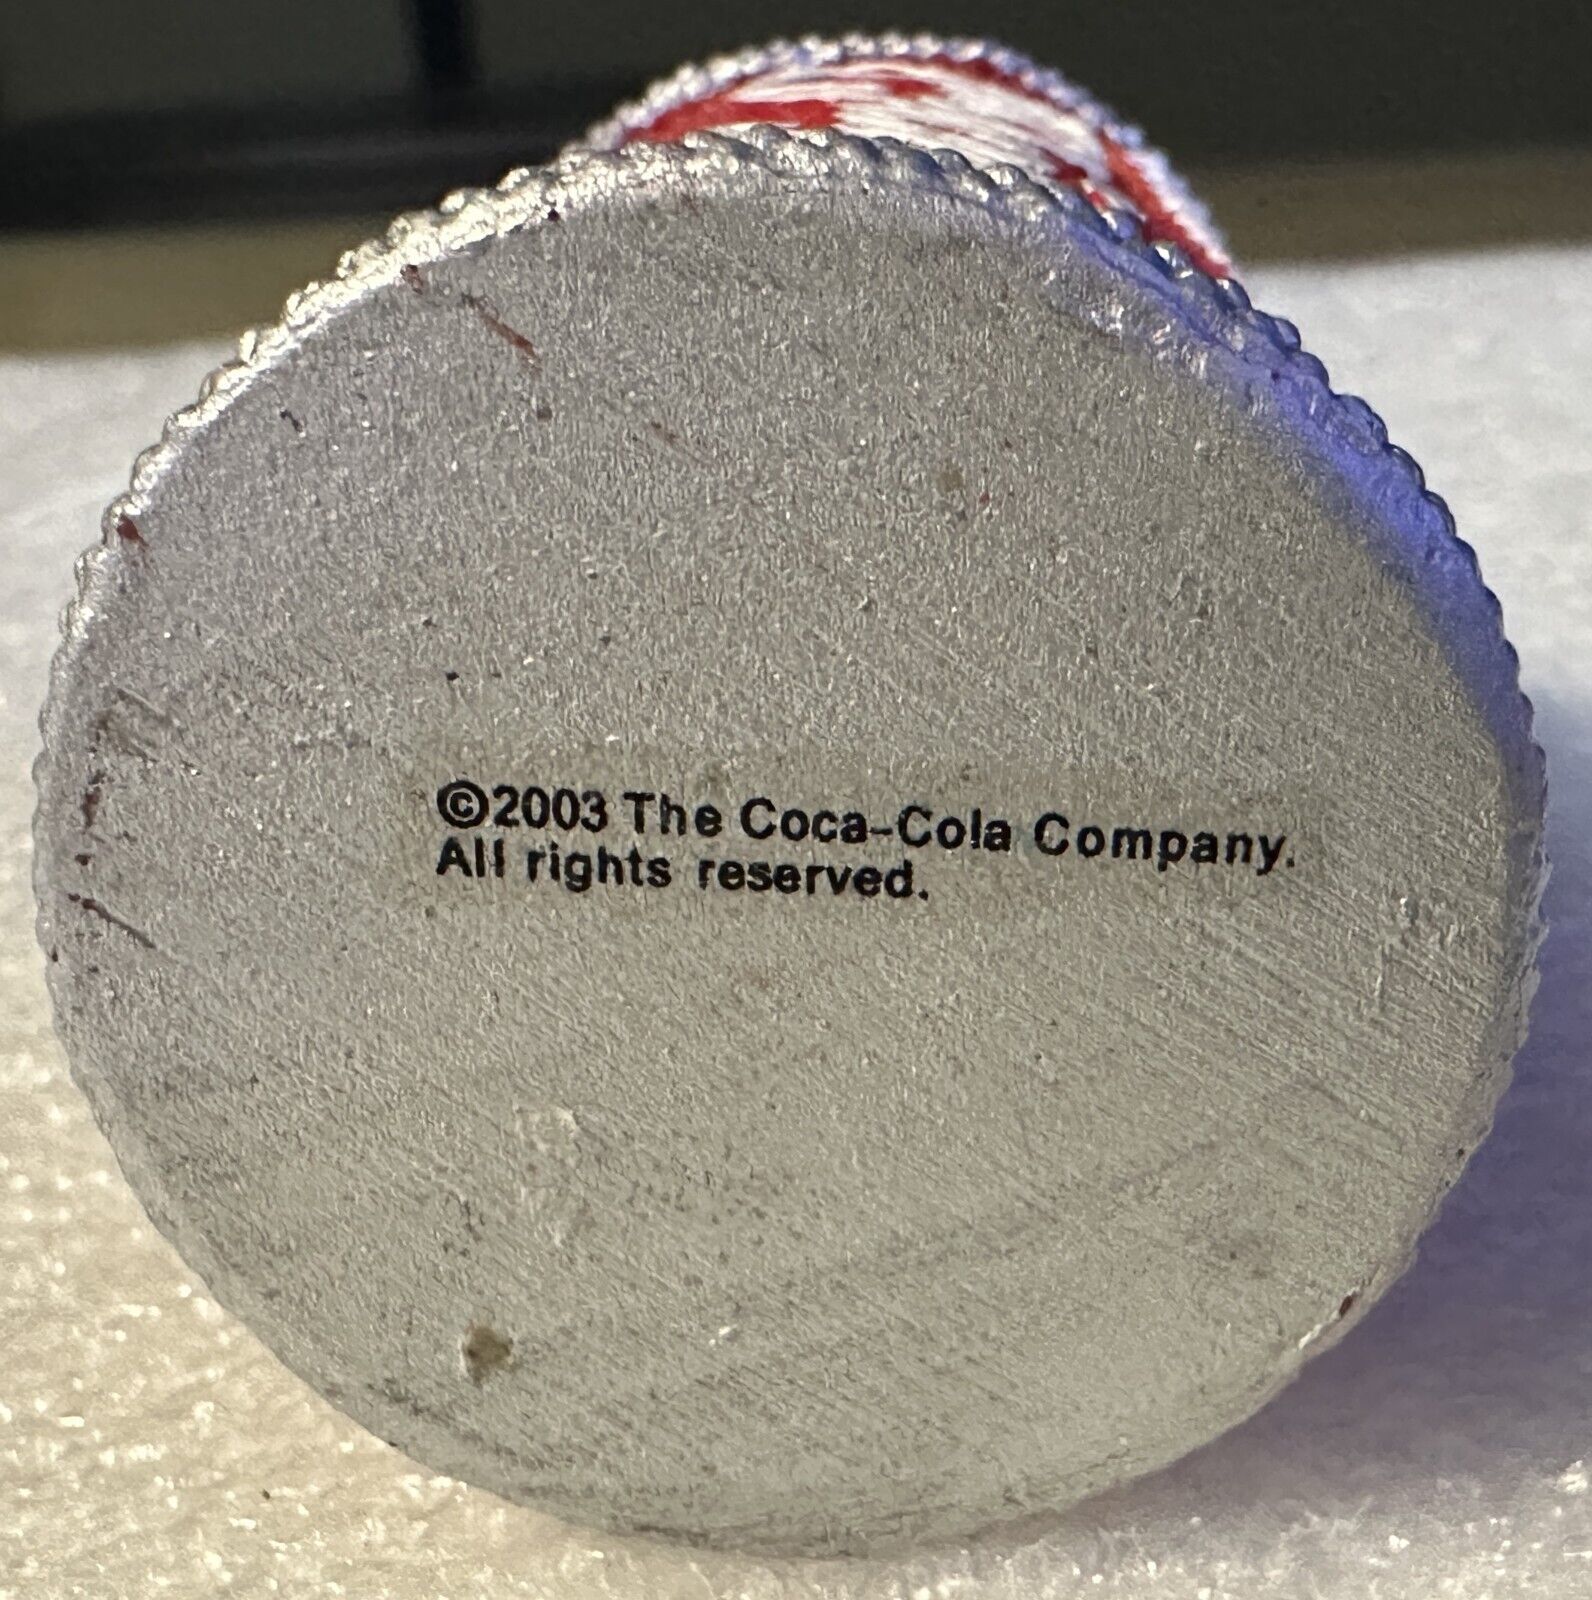 ©2003 The Coca-Cola Company.
All rights reserved.